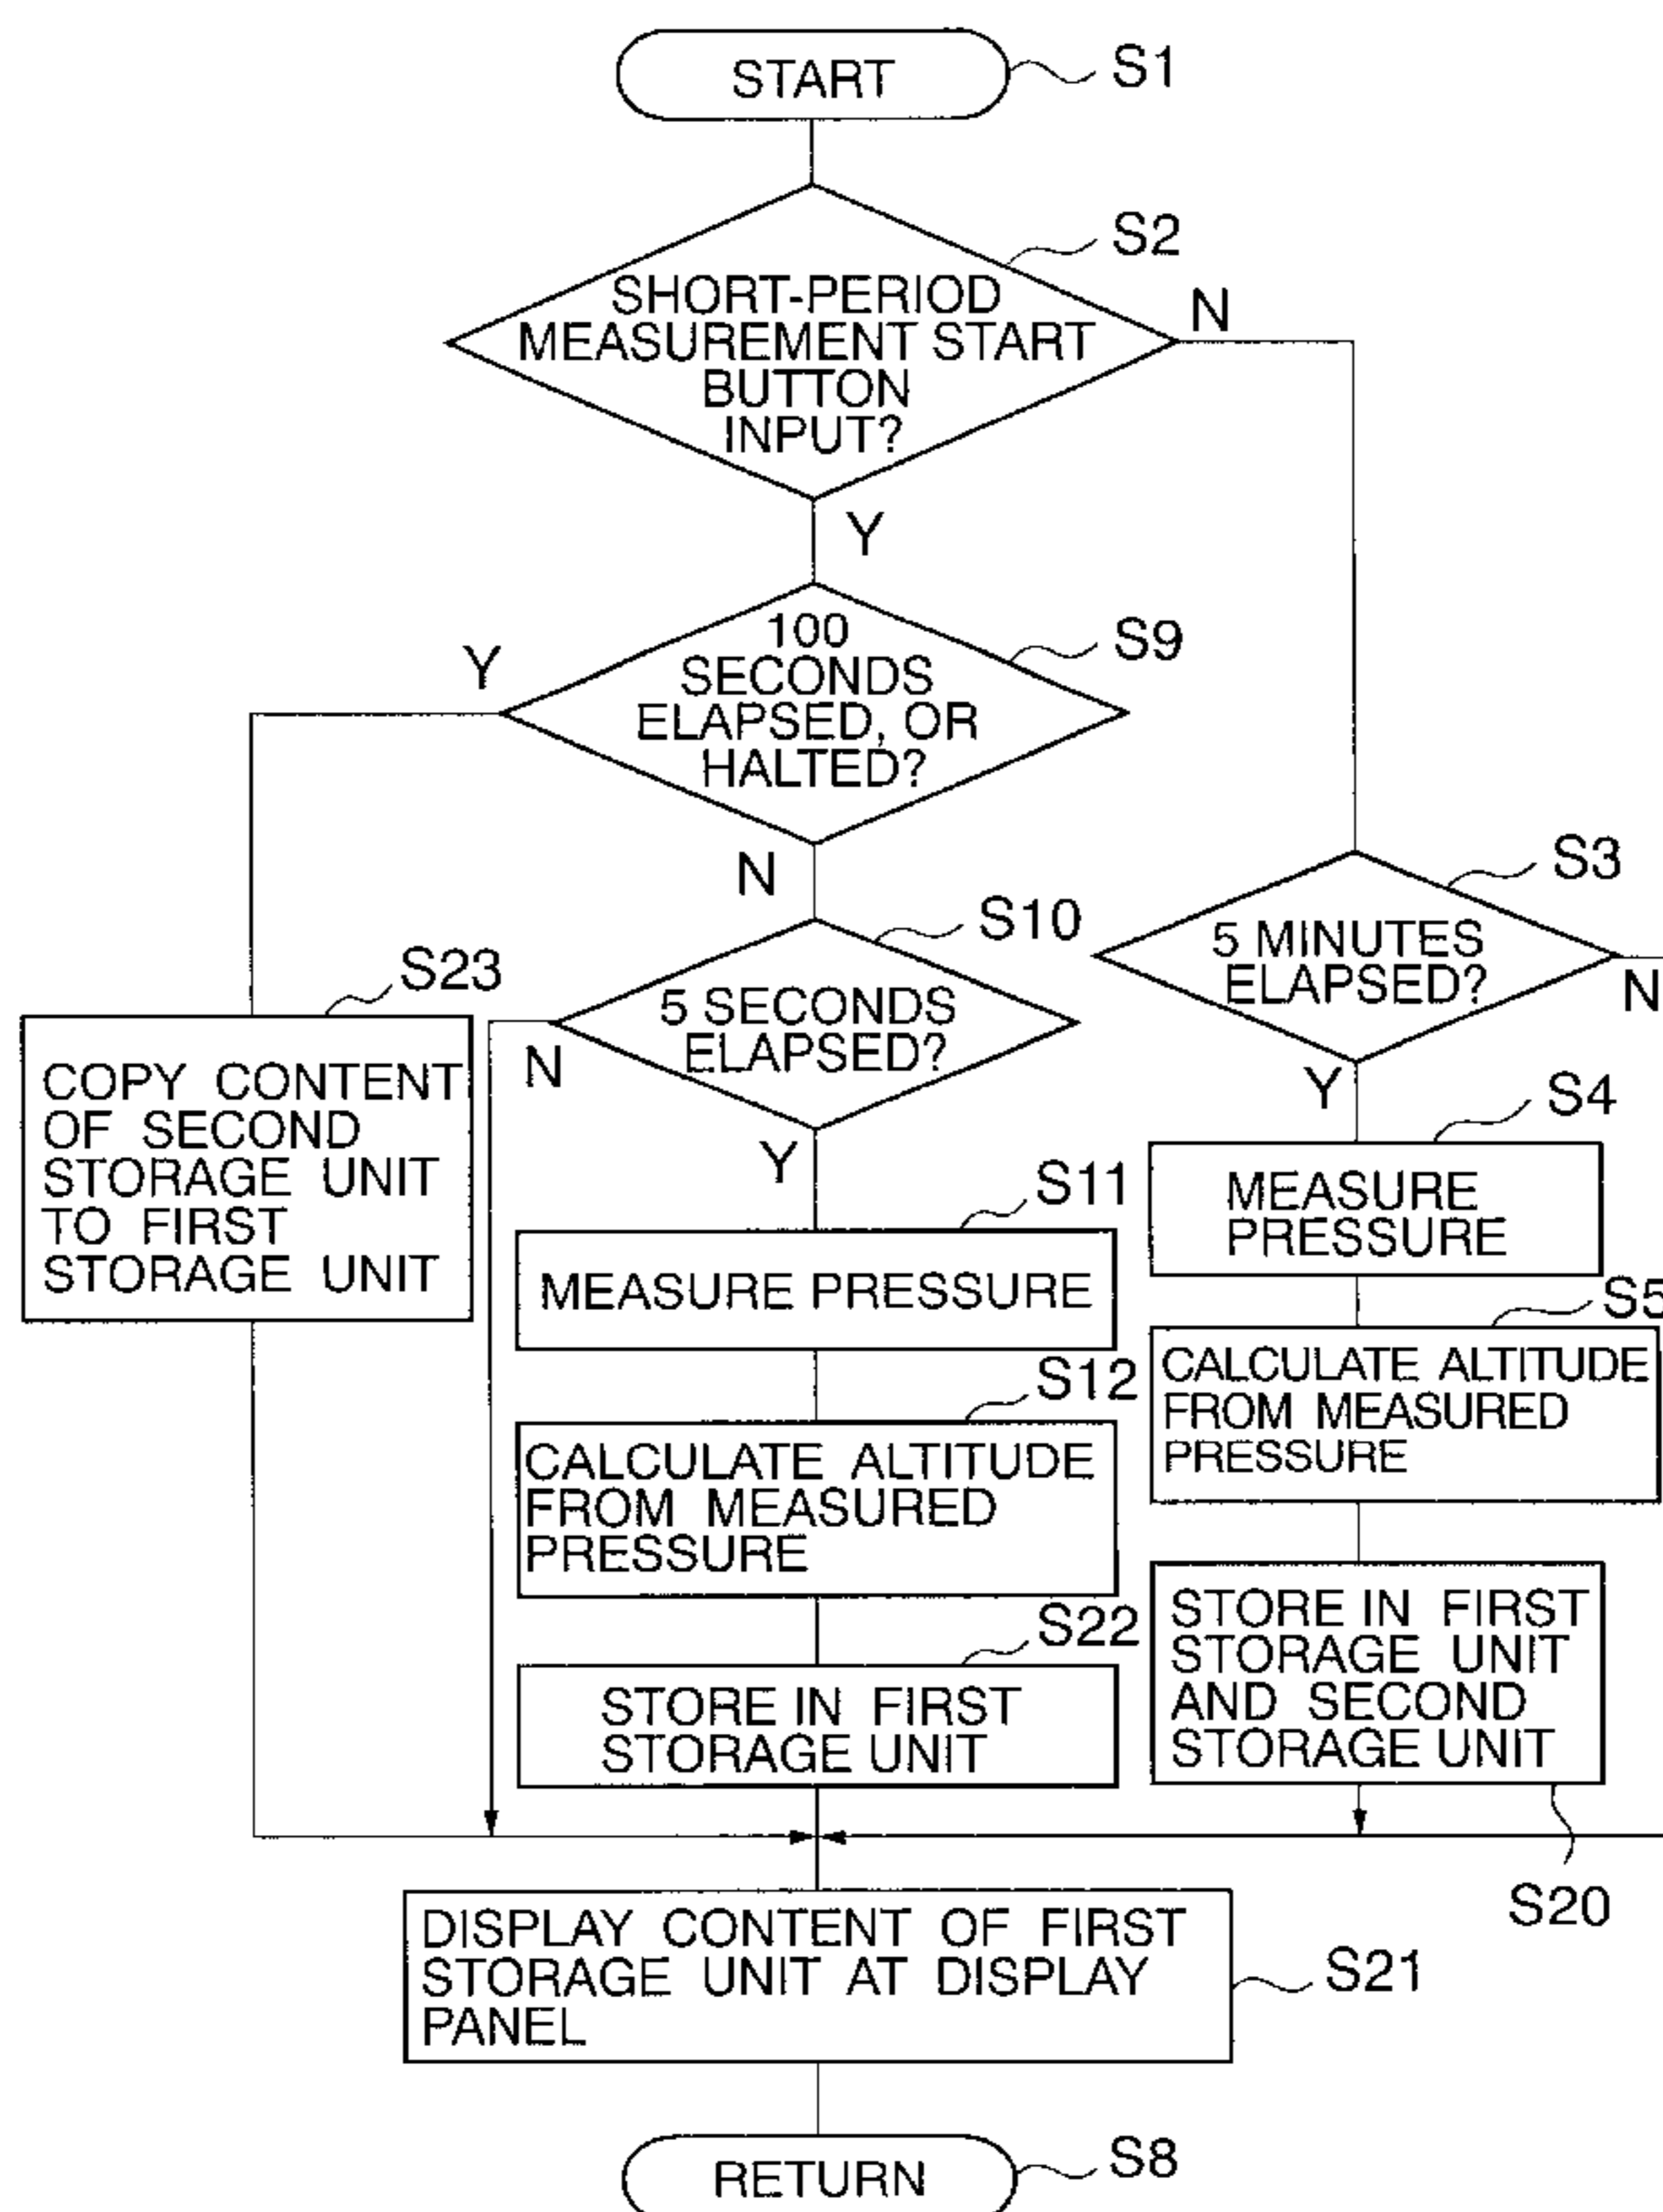 START
S1
S2
SHORT-PERIOD
MEASUREMENT START
BUTTON
INPUT?
N
Y
100
SECONDS
ELAPSED, OR
HALTED?
S9
Y
N
S3
5 MINUTES
ELAPSED?
N
Y
S10
5 SECONDS
ELAPSED?
N
Y
S23
COPY CONTENT
OF SECOND
STORAGE UNIT
TO FIRST
STORAGE UNIT
S11
MEASURE PRESSURE
S12
CALCULATE ALTITUDE
FROM MEASURED
PRESSURE
S22
STORE IN FIRST
STORAGE UNIT
S4
MEASURE
PRESSURE
S5
CALCULATE ALTITUDE
FROM MEASURED
PRESSURE
STORE IN FIRST
STORAGE UNIT
AND SECOND
STORAGE UNIT
S20
DISPLAY CONTENT OF FIRST
STORAGE UNIT AT DISPLAY
PANEL
S21
RETURN
S8